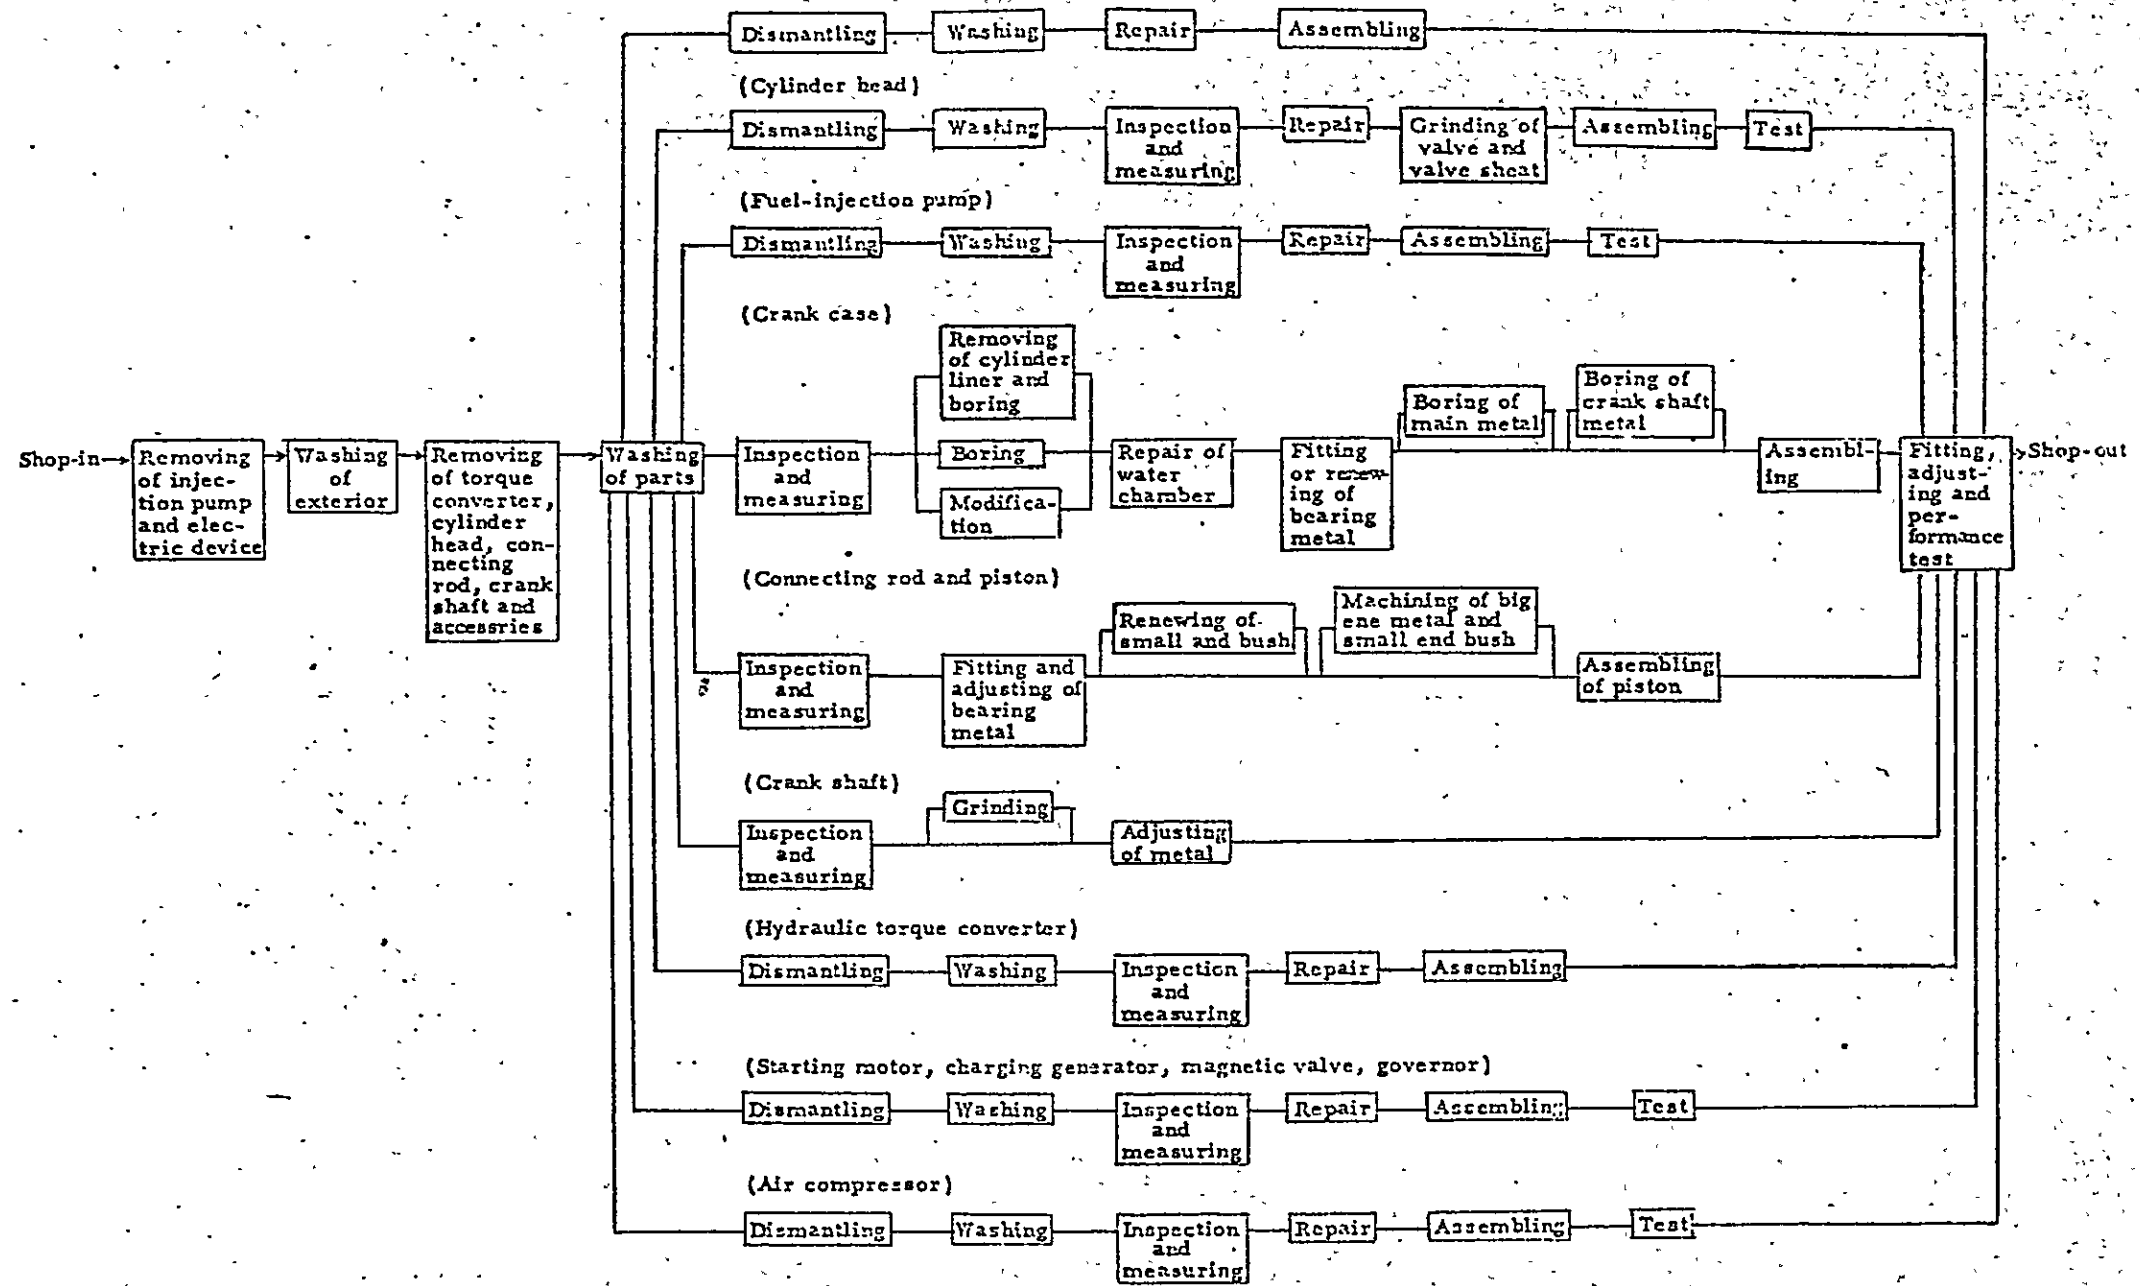 Dismantling Washing Repair Assembling
(Cylinder head)
Dismantling Washing Inspection and measuring Repair Grinding of valve and valve sheat Assembling Test
(Fuel-injection pump)
Dismantling Washing Inspection and measuring Repair Assembling Test
(Crank case)
Shop-in
Removing
of injec-
tion pump
and elec-
tric device
Washing
of
exterior
Removing
of torque
converter,
cylinder
head, con-
necting
rod, crank
shaft and
accessries
Washing
of parts
Inspection
and
measuring
Removing
of cylinder
liner and
boring
Boring
Modifica-
tion
Repair of
water
chamber
Fitting
or renew-
ing of
bearing
metal
Boring of
main metal
Boring of
crank shaft
metal
Assembl-
ing
Fitting,
adjust-
ing and
per-
formance
test
Shop-out
(Connecting rod and piston)
Inspection
and
measuring
Fitting and
adjusting of
bearing
metal
Renewing of
small and bush
Machining of big
ene metal and
small end bush
Assembling
of piston
(Crank shaft)
Inspection
and
measuring
Grinding
Adjusting
of metal
(Hydraulic torque converter)
Dismantling Washing Inspection and measuring Repair Assembling
(Starting motor, charging generator, magnetic valve, governor)
Dismantling Washing Inspection and measuring Repair Assembling Test
(Air compressor)
Dismantling Washing Inspection and measuring Repair Assembling Test